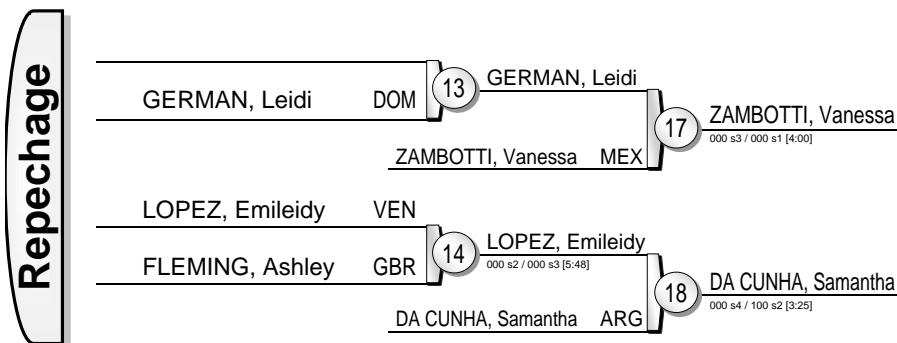 Repechage
GERMAN, Leidi DOM
13
GERMAN, Leidi
ZAMBOTTI, Vanessa MEX
17
ZAMBOTTI, Vanessa
000 s3 / 000 s1 [4:00]
LOPEZ, Emileidy VEN
FLEMING, Ashley GBR
14
LOPEZ, Emileidy
000 s2 / 000 s3 [5:48]
DA CUNHA, Samantha ARG
18
DA CUNHA, Samantha
000 s4 / 100 s2 [3:25]